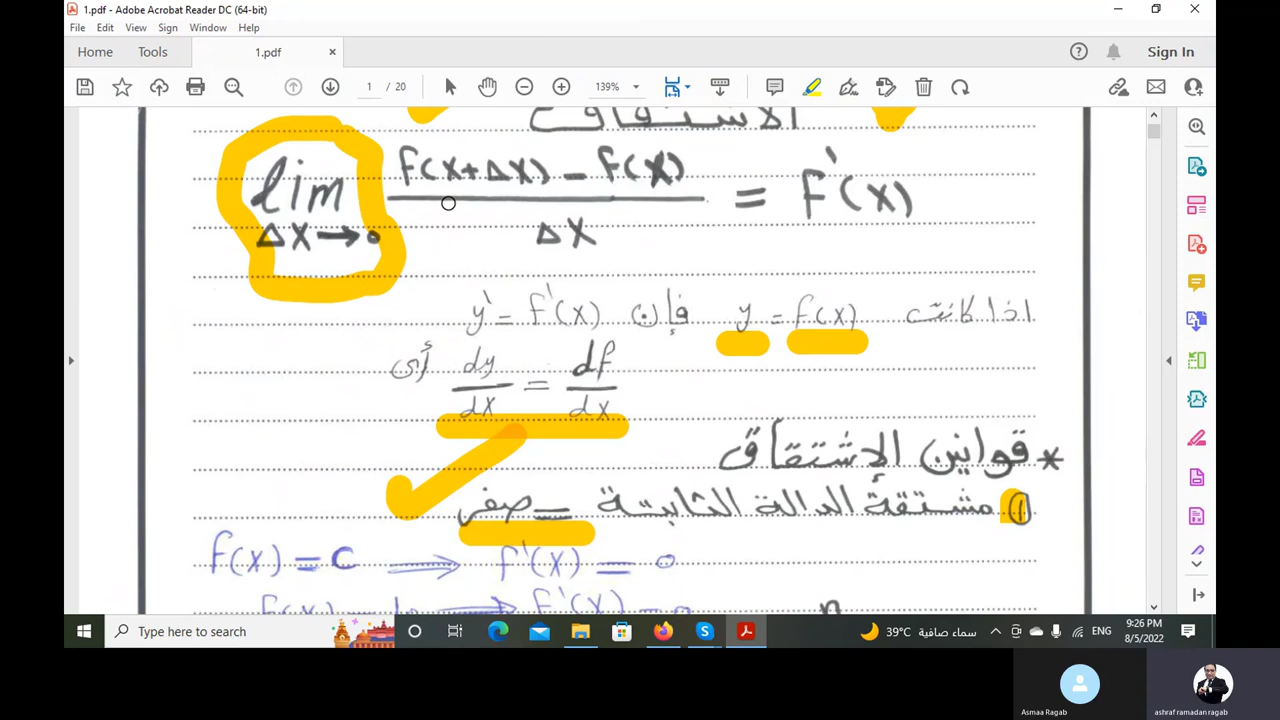 1.pdf - Adobe Acrobat Reader DC (64-bit)
File Edit View Sign Window Help
Home Tools 1.pdf × Sign In
1 / 20 139%
الاشتقاق
lim f(x+Δx) − f(x) = f'(x)
Δx→0 Δx
اذا كانت y = f(x) فإن y' = f'(x)
أى dy/dx = df/dx
* قوانين الإشتقاق
① مشتقة الدالة الثابتة = صفر
f(x) = c ⟹ f'(x) = 0
Type here to search
39°C سماء صافية ENG 9:26 PM
8/5/2022
Asmaa Ragab ashraf ramadan ragab